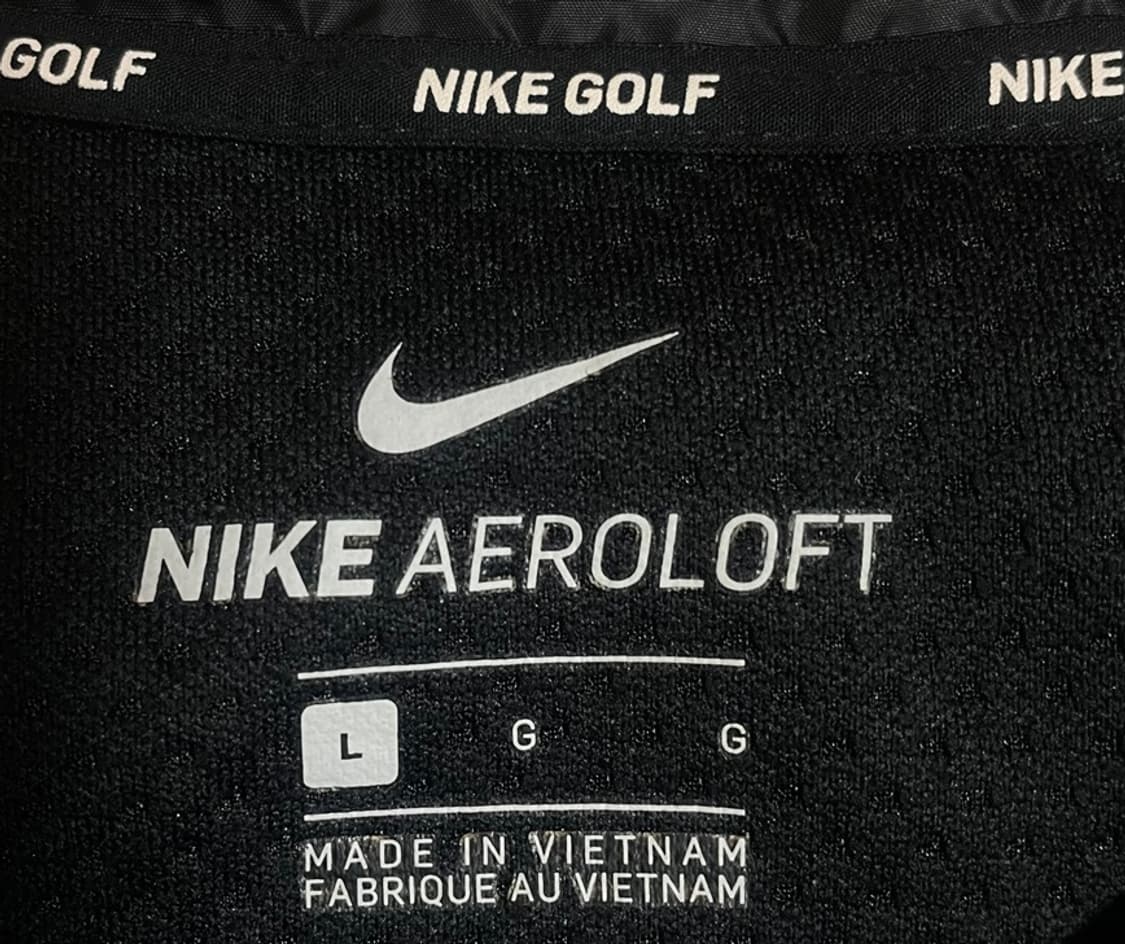 GOLF NIKE GOLF NIKE
NIKE AEROLOFT
L G G
MADE IN VIETNAM
FABRIQUE AU VIETNAM